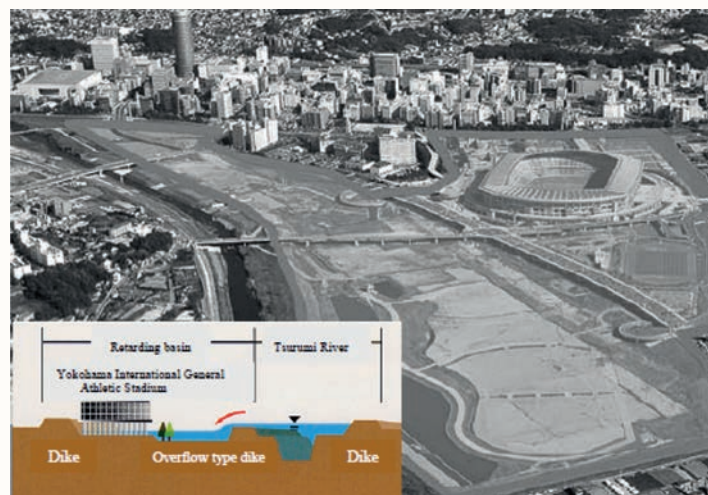 Retarding basin
Tsurumi River
Yokohama International General
Athletic Stadium
Dike
Overflow type dike
Dike